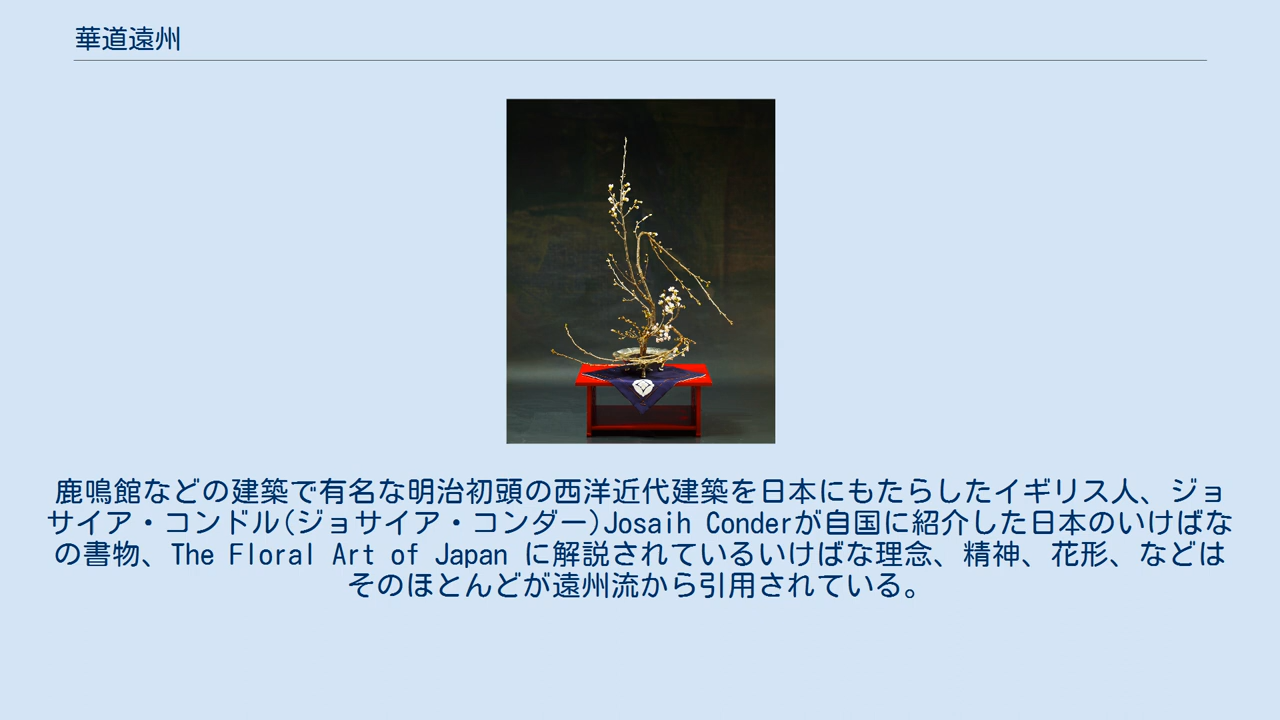 華道遠州
鹿鳴館などの建築で有名な明治初頭の西洋近代建築を日本にもたらしたイギリス人、ジョ
サイア・コンドル(ジョサイア・コンダー)Josaih Conderが自国に紹介した日本のいけばな
の書物、The Floral Art of Japan に解説されているいけばな理念、精神、花形、などは
そのほとんどが遠州流から引用されている。